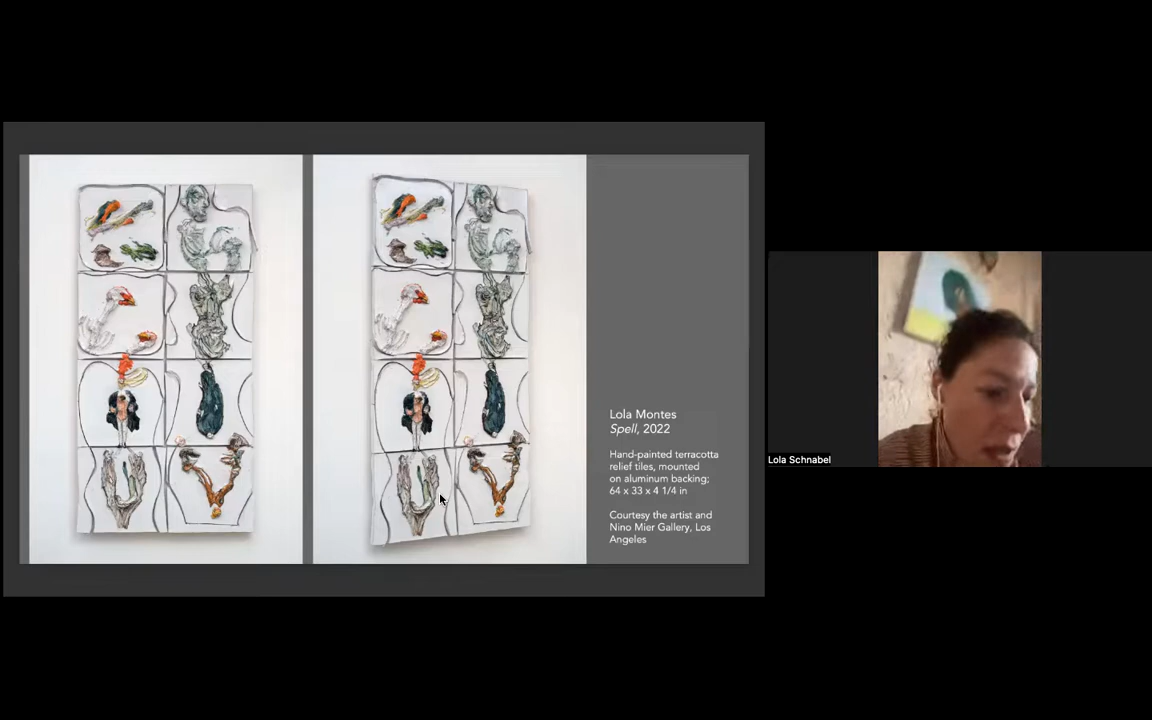 Lola Montes
Spell, 2022
Hand-painted terracotta
relief tiles, mounted
on aluminum backing;
64 x 33 x 4 1/4 in
Courtesy the artist and
Nino Mier Gallery, Los
Angeles
Lola Schnabel